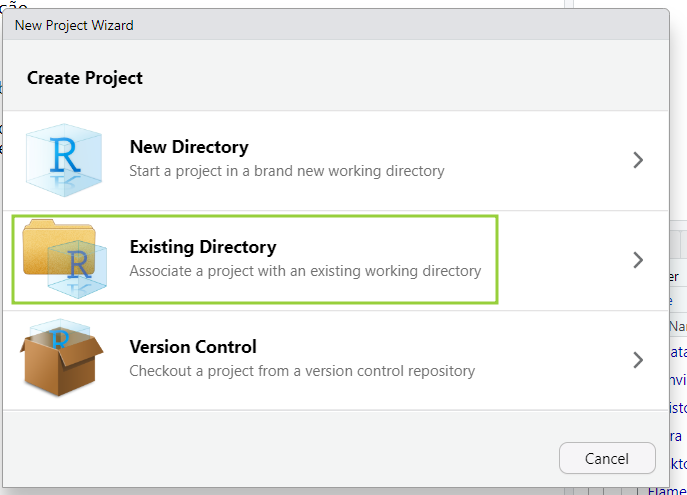 ção
New Project Wizard
Create Project
R
New Directory
Start a project in a brand new working directory
R
Existing Directory
Associate a project with an existing working directory
R
Version Control
Checkout a project from a version control repository
Cancel